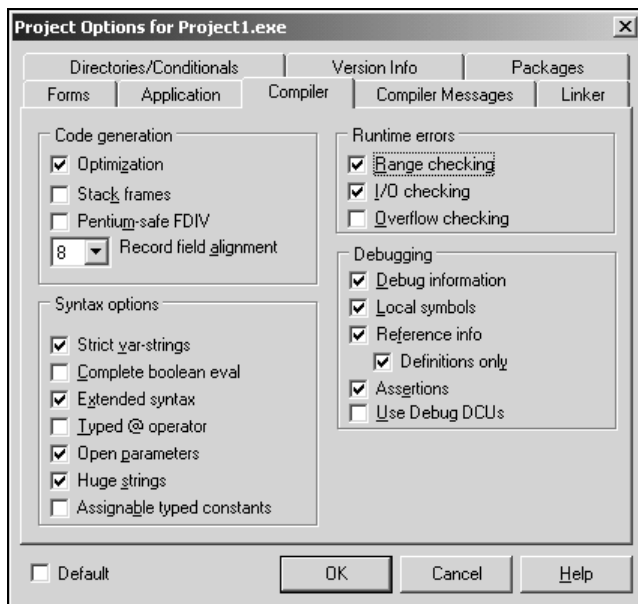 Project Options for Project1.exe
Directories/Conditionals Version Info Packages
Forms Application Compiler Compiler Messages Linker
Code generation
Optimization
Stack frames
Pentium-safe FDIV
8 Record field alignment
Syntax options
Strict var-strings
Complete boolean eval
Extended syntax
Typed @ operator
Open parameters
Huge strings
Assignable typed constants
Runtime errors
Range checking
I/O checking
Overflow checking
Debugging
Debug information
Local symbols
Reference info
Definitions only
Assertions
Use Debug DCUs
Default OK Cancel Help